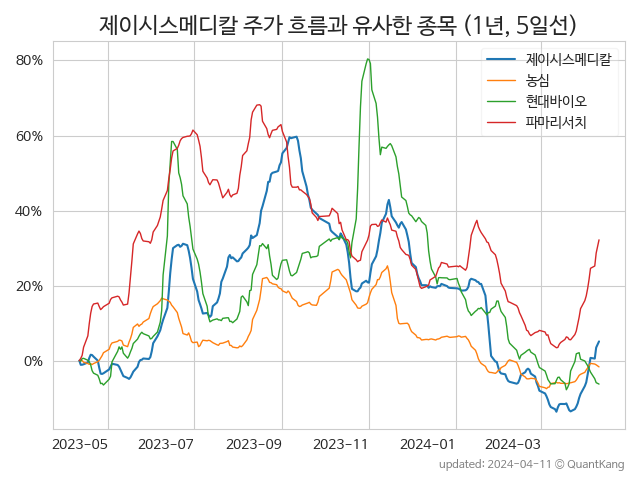 제이시스메디칼 주가 흐름과 유사한 종목 (1년, 5일선)
제이시스메디칼
농심
현대바이오
파마리서치
80%
60%
40%
20%
0%
2023-05 2023-07 2023-09 2023-11 2024-01 2024-03
updated: 2024-04-11 © QuantKang